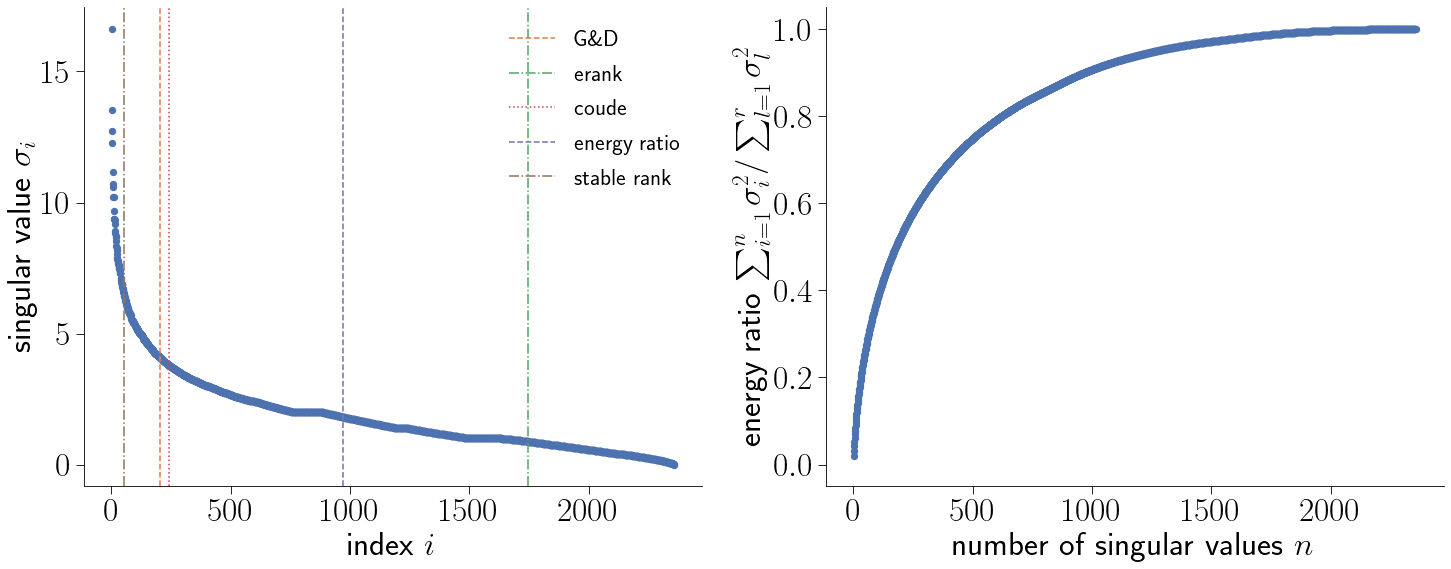 singular value σ_i
15
10
5
0
0 500 1000 1500 2000
index i
G&D
erank
coude
energy ratio
stable rank
energy ratio ∑_{i=1}^{n} σ_i^2 / ∑_{l=1}^{r} σ_l^2
1.0
0.8
0.6
0.4
0.2
0.0
0 500 1000 1500 2000
number of singular values n